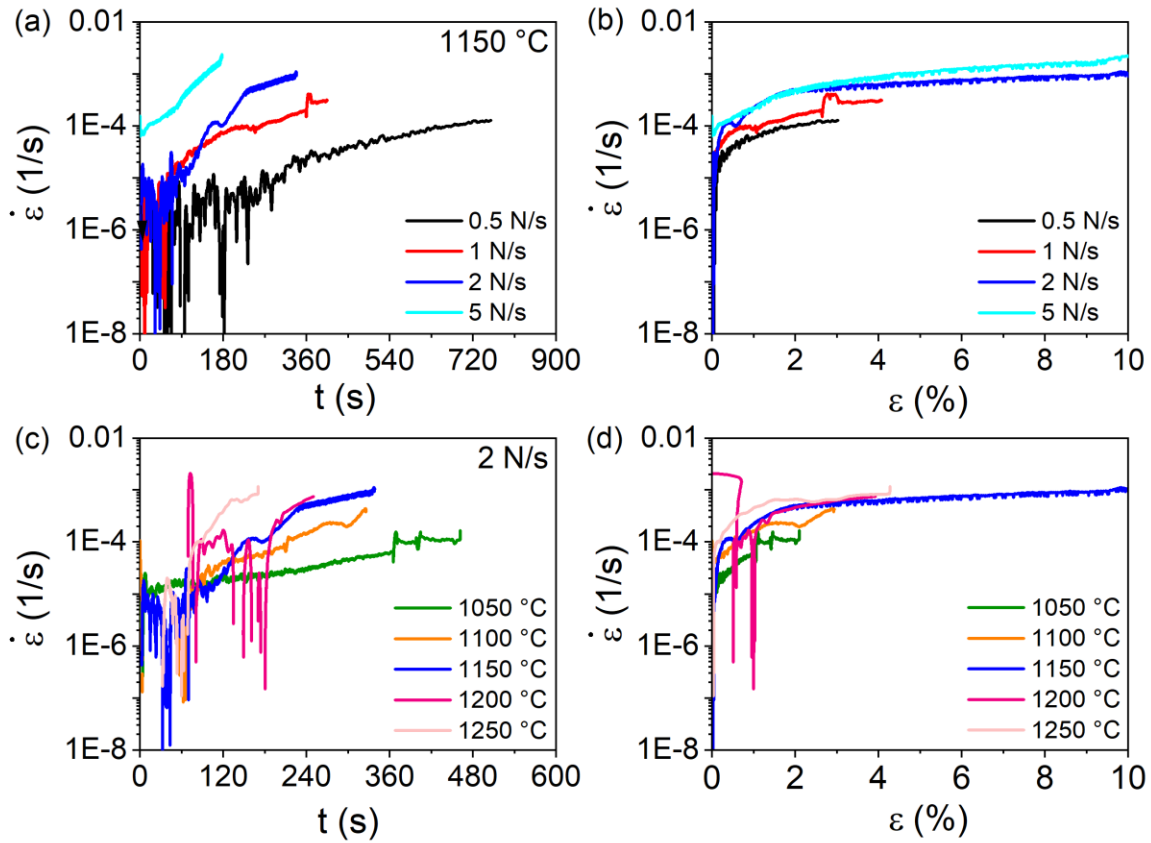 (a)
0.01
1E-4
1E-6
1E-8
ε̇ (1/s)
1150 °C
0.5 N/s
1 N/s
2 N/s
5 N/s
0 180 360 540 720 900
t (s)
(b)
0.01
1E-4
1E-6
1E-8
ε̇ (1/s)
0.5 N/s
1 N/s
2 N/s
5 N/s
0 2 4 6 8 10
ε (%)
(c)
0.01
1E-4
1E-6
1E-8
ε̇ (1/s)
2 N/s
1050 °C
1100 °C
1150 °C
1200 °C
1250 °C
0 120 240 360 480 600
t (s)
(d)
0.01
1E-4
1E-6
1E-8
ε̇ (1/s)
1050 °C
1100 °C
1150 °C
1200 °C
1250 °C
0 2 4 6 8 10
ε (%)